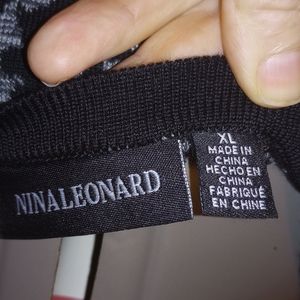 NINALEONARD
XL
MADE IN
CHINA
HECHO EN
CHINA
FABRIQUÉ
EN CHINE